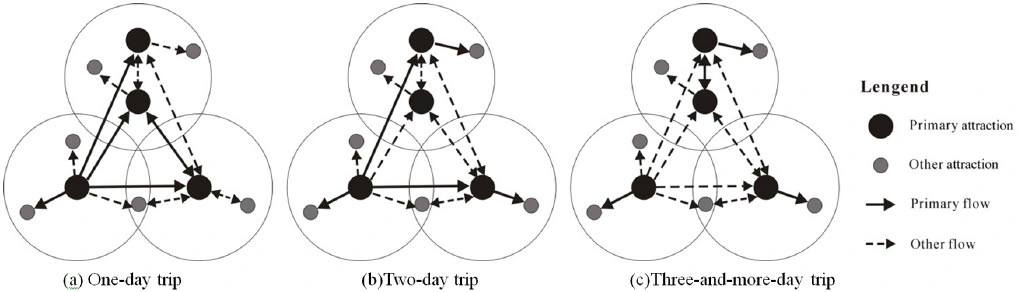 Lengend
Primary attraction
Other attraction
Primary flow
Other flow
(a) One-day trip
(b)Two-day trip
(c)Three-and-more-day trip